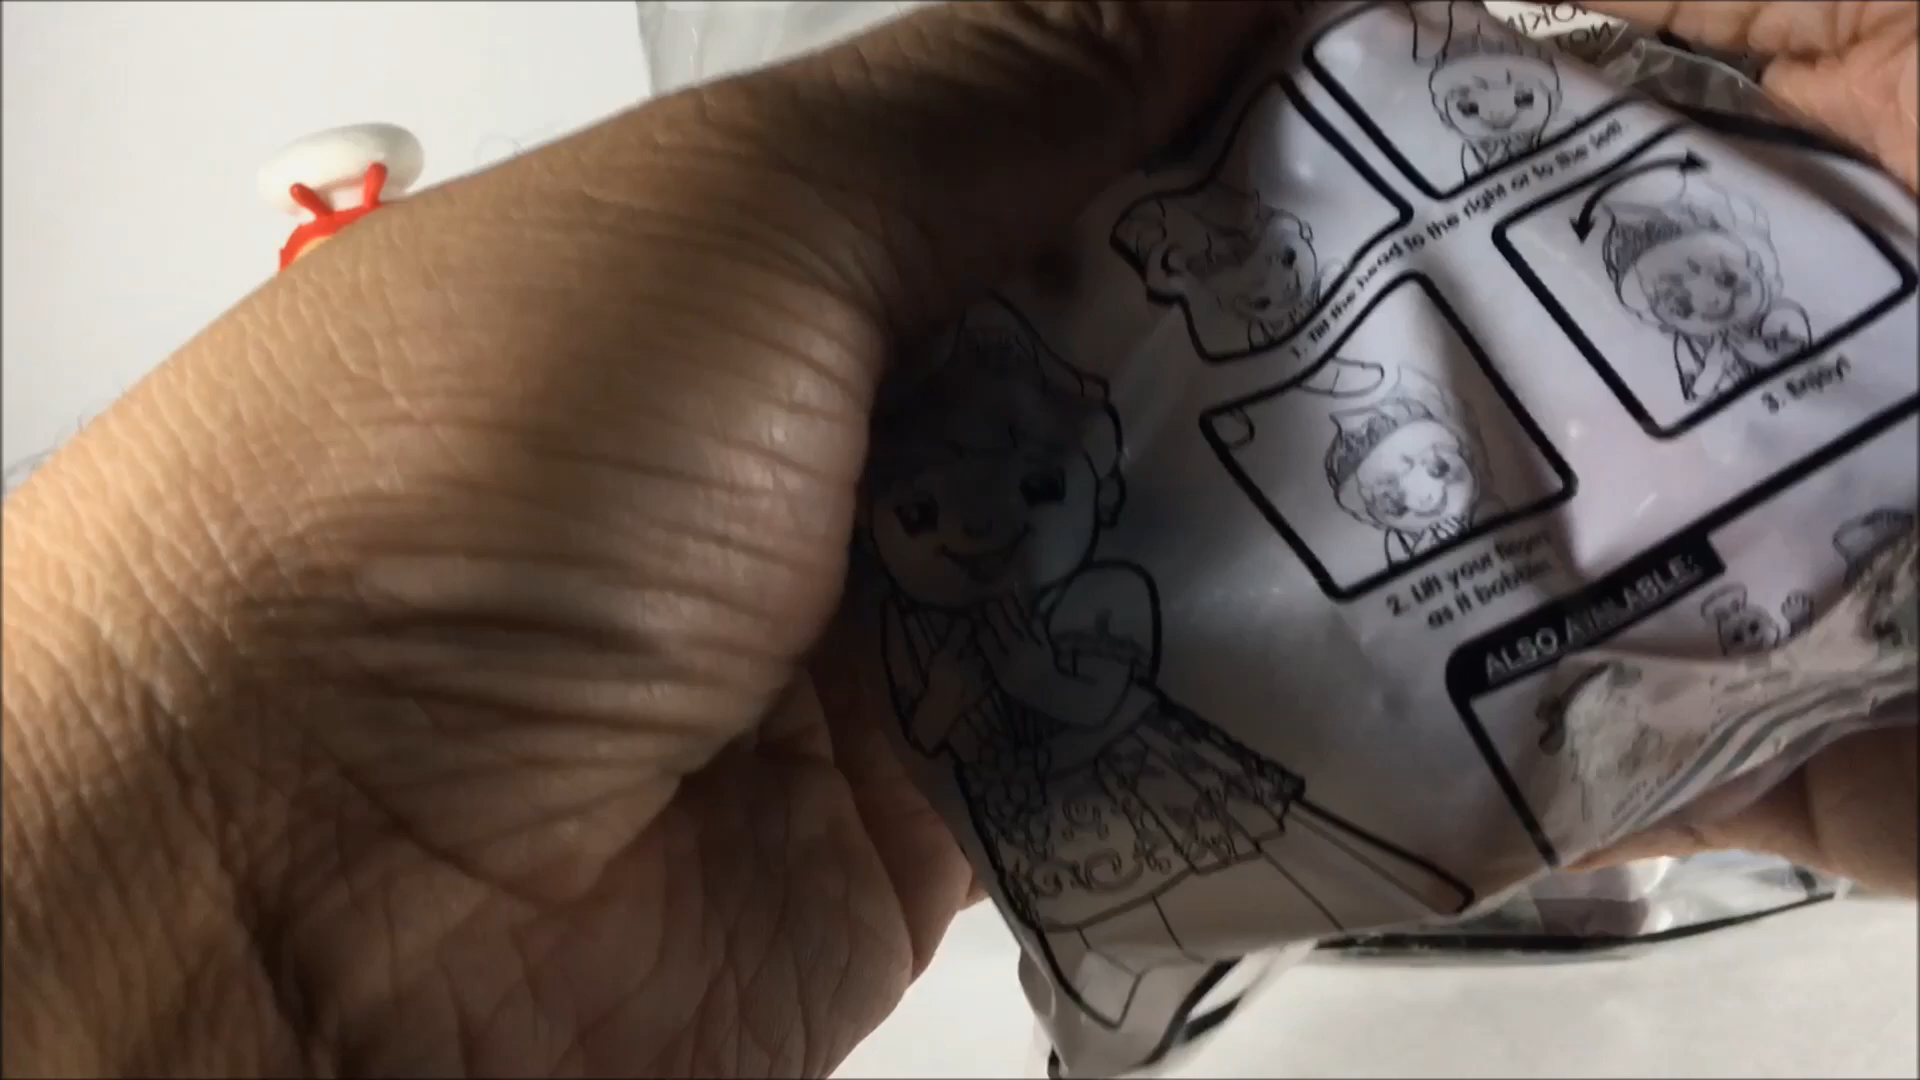 1. Tilt the head to the right or to the left!
3. Enjoy!
2. Lift your finger
as it bobbles
ALSO AVAILABLE: